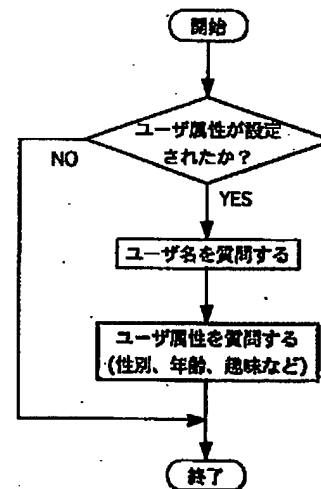 開始
ユーザ属性が設定
されたか？
NO
YES
ユーザ名を質問する
ユーザ属性を質問する
(性別、年齢、趣味など)
終了